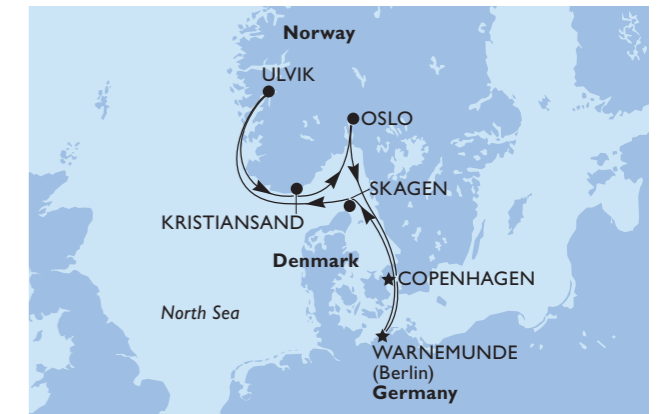 Norway
ULVIK
OSLO
SKAGEN
KRISTIANSAND
Denmark
COPENHAGEN
North Sea
WARNEMUNDE
(Berlin)
Germany